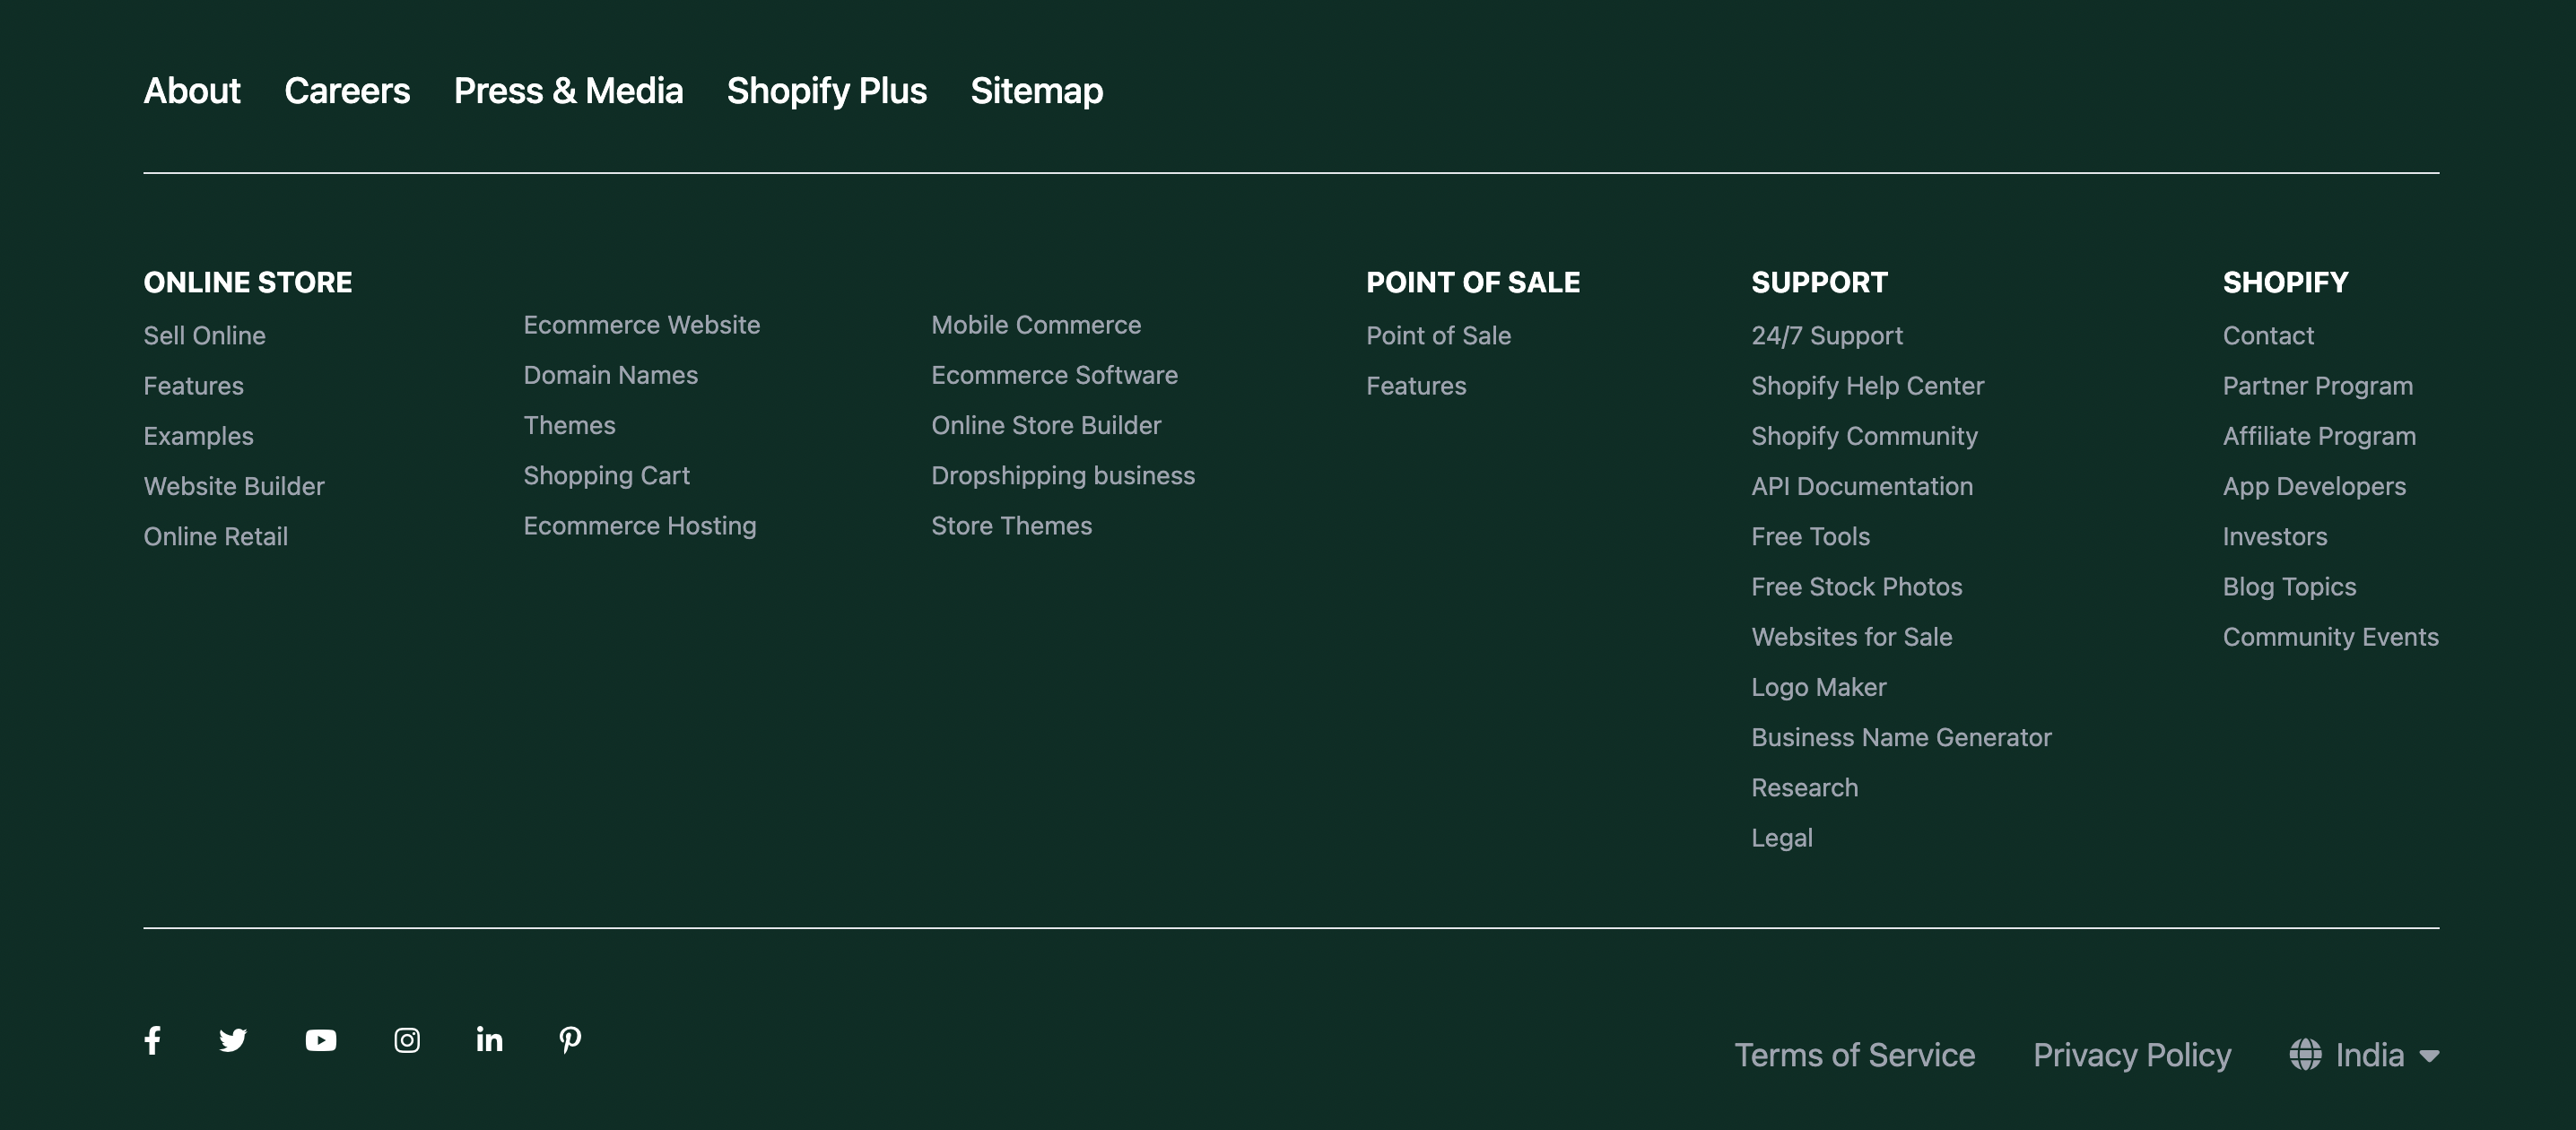 About
Careers
Press & Media
Shopify Plus
Sitemap
ONLINE STORE
Sell Online
Features
Examples
Website Builder
Online Retail
Ecommerce Website
Domain Names
Themes
Shopping Cart
Ecommerce Hosting
Mobile Commerce
Ecommerce Software
Online Store Builder
Dropshipping business
Store Themes
POINT OF SALE
Point of Sale
Features
SUPPORT
24/7 Support
Shopify Help Center
Shopify Community
API Documentation
Free Tools
Free Stock Photos
Websites for Sale
Logo Maker
Business Name Generator
Research
Legal
SHOPIFY
Contact
Partner Program
Affiliate Program
App Developers
Investors
Blog Topics
Community Events
Terms of Service
Privacy Policy
India